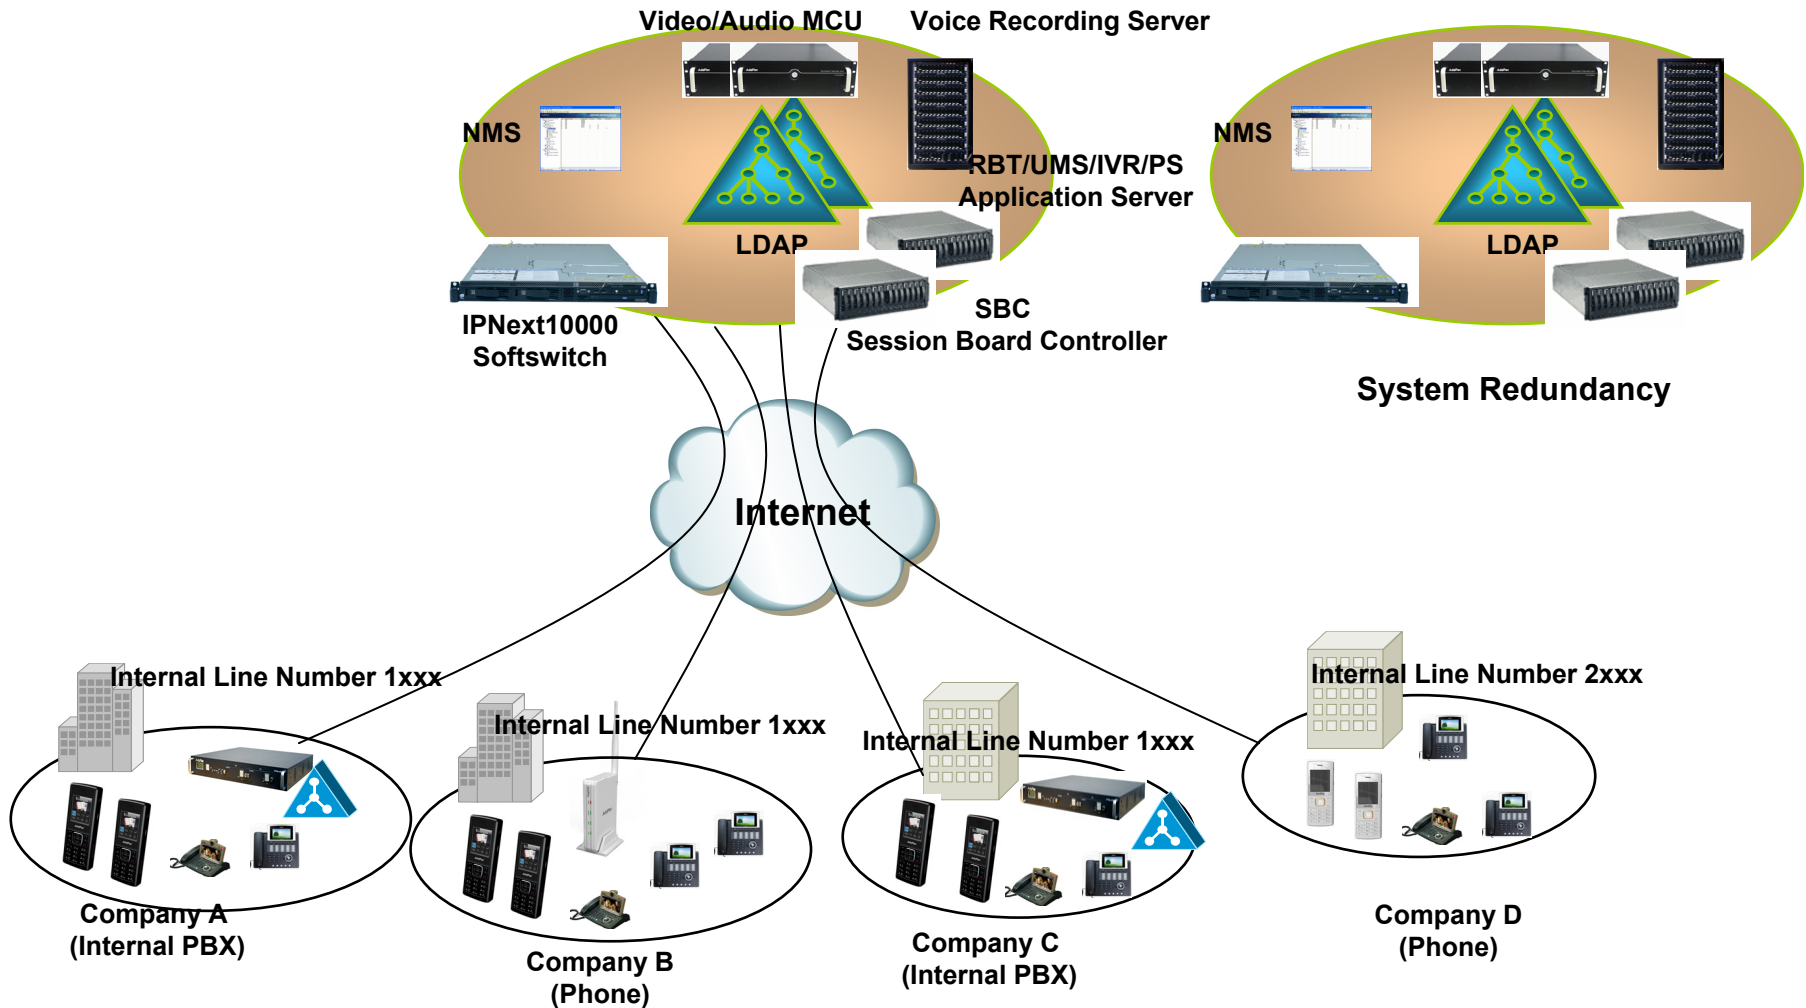 Video/Audio MCU
Voice Recording Server
NMS
RBT/UMS/IVR/PS
Application Server
LDAP
IPNext10000
Softswitch
SBC
Session Board Controller
NMS
LDAP
System Redundancy
Internet
Internal Line Number 1xxx
Internal Line Number 1xxx
Internal Line Number 1xxx
Internal Line Number 2xxx
Company A
(Internal PBX)
Company B
(Phone)
Company C
(Internal PBX)
Company D
(Phone)